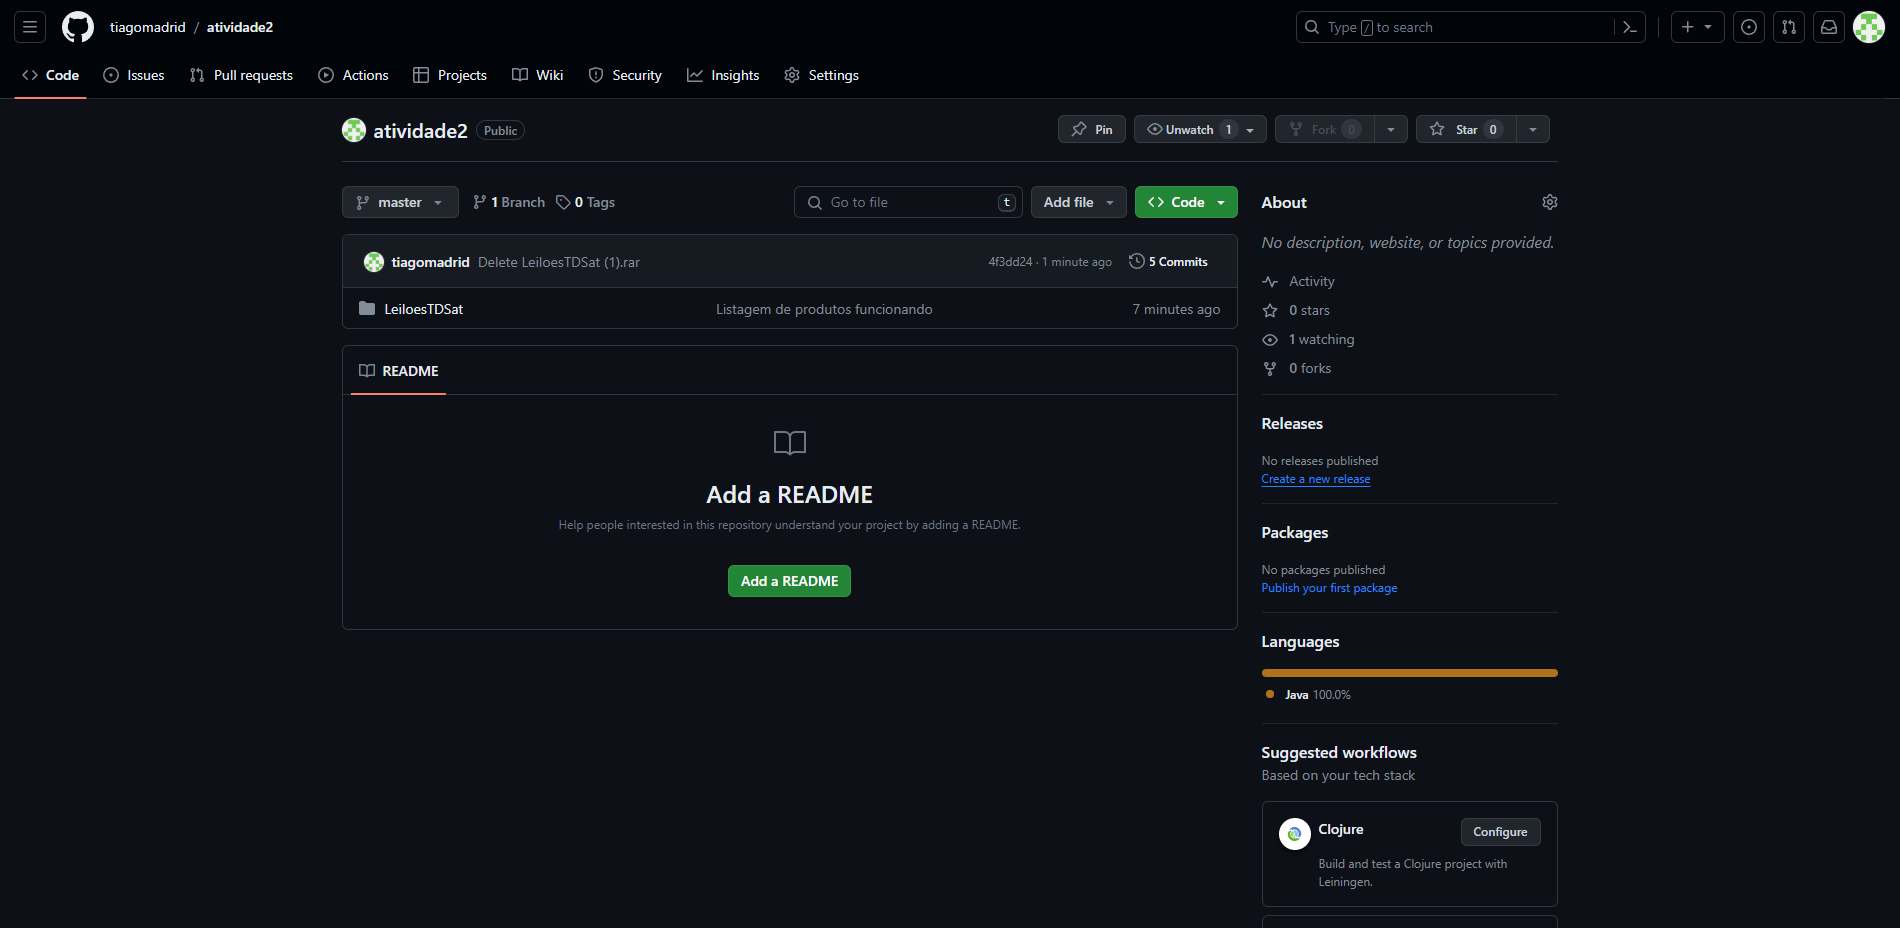 tiagomadrid / atividade2
Type / to search
Code Issues Pull requests Actions Projects Wiki Security Insights Settings
atividade2 Public
Pin Unwatch 1 Fork 0 Star 0
master 1 Branch 0 Tags Go to file t Add file Code
tiagomadrid Delete LeiloesTDSat (1).rar 4f3dd24 · 1 minute ago 5 Commits
LeiloesTDSat Listagem de produtos funcionando 7 minutes ago
README
Add a README
Help people interested in this repository understand your project by adding a README.
Add a README
About
No description, website, or topics provided.
Activity
0 stars
1 watching
0 forks
Releases
No releases published
Create a new release
Packages
No packages published
Publish your first package
Languages
Java 100.0%
Suggested workflows
Based on your tech stack
Clojure Configure
Build and test a Clojure project with
Leiningen.